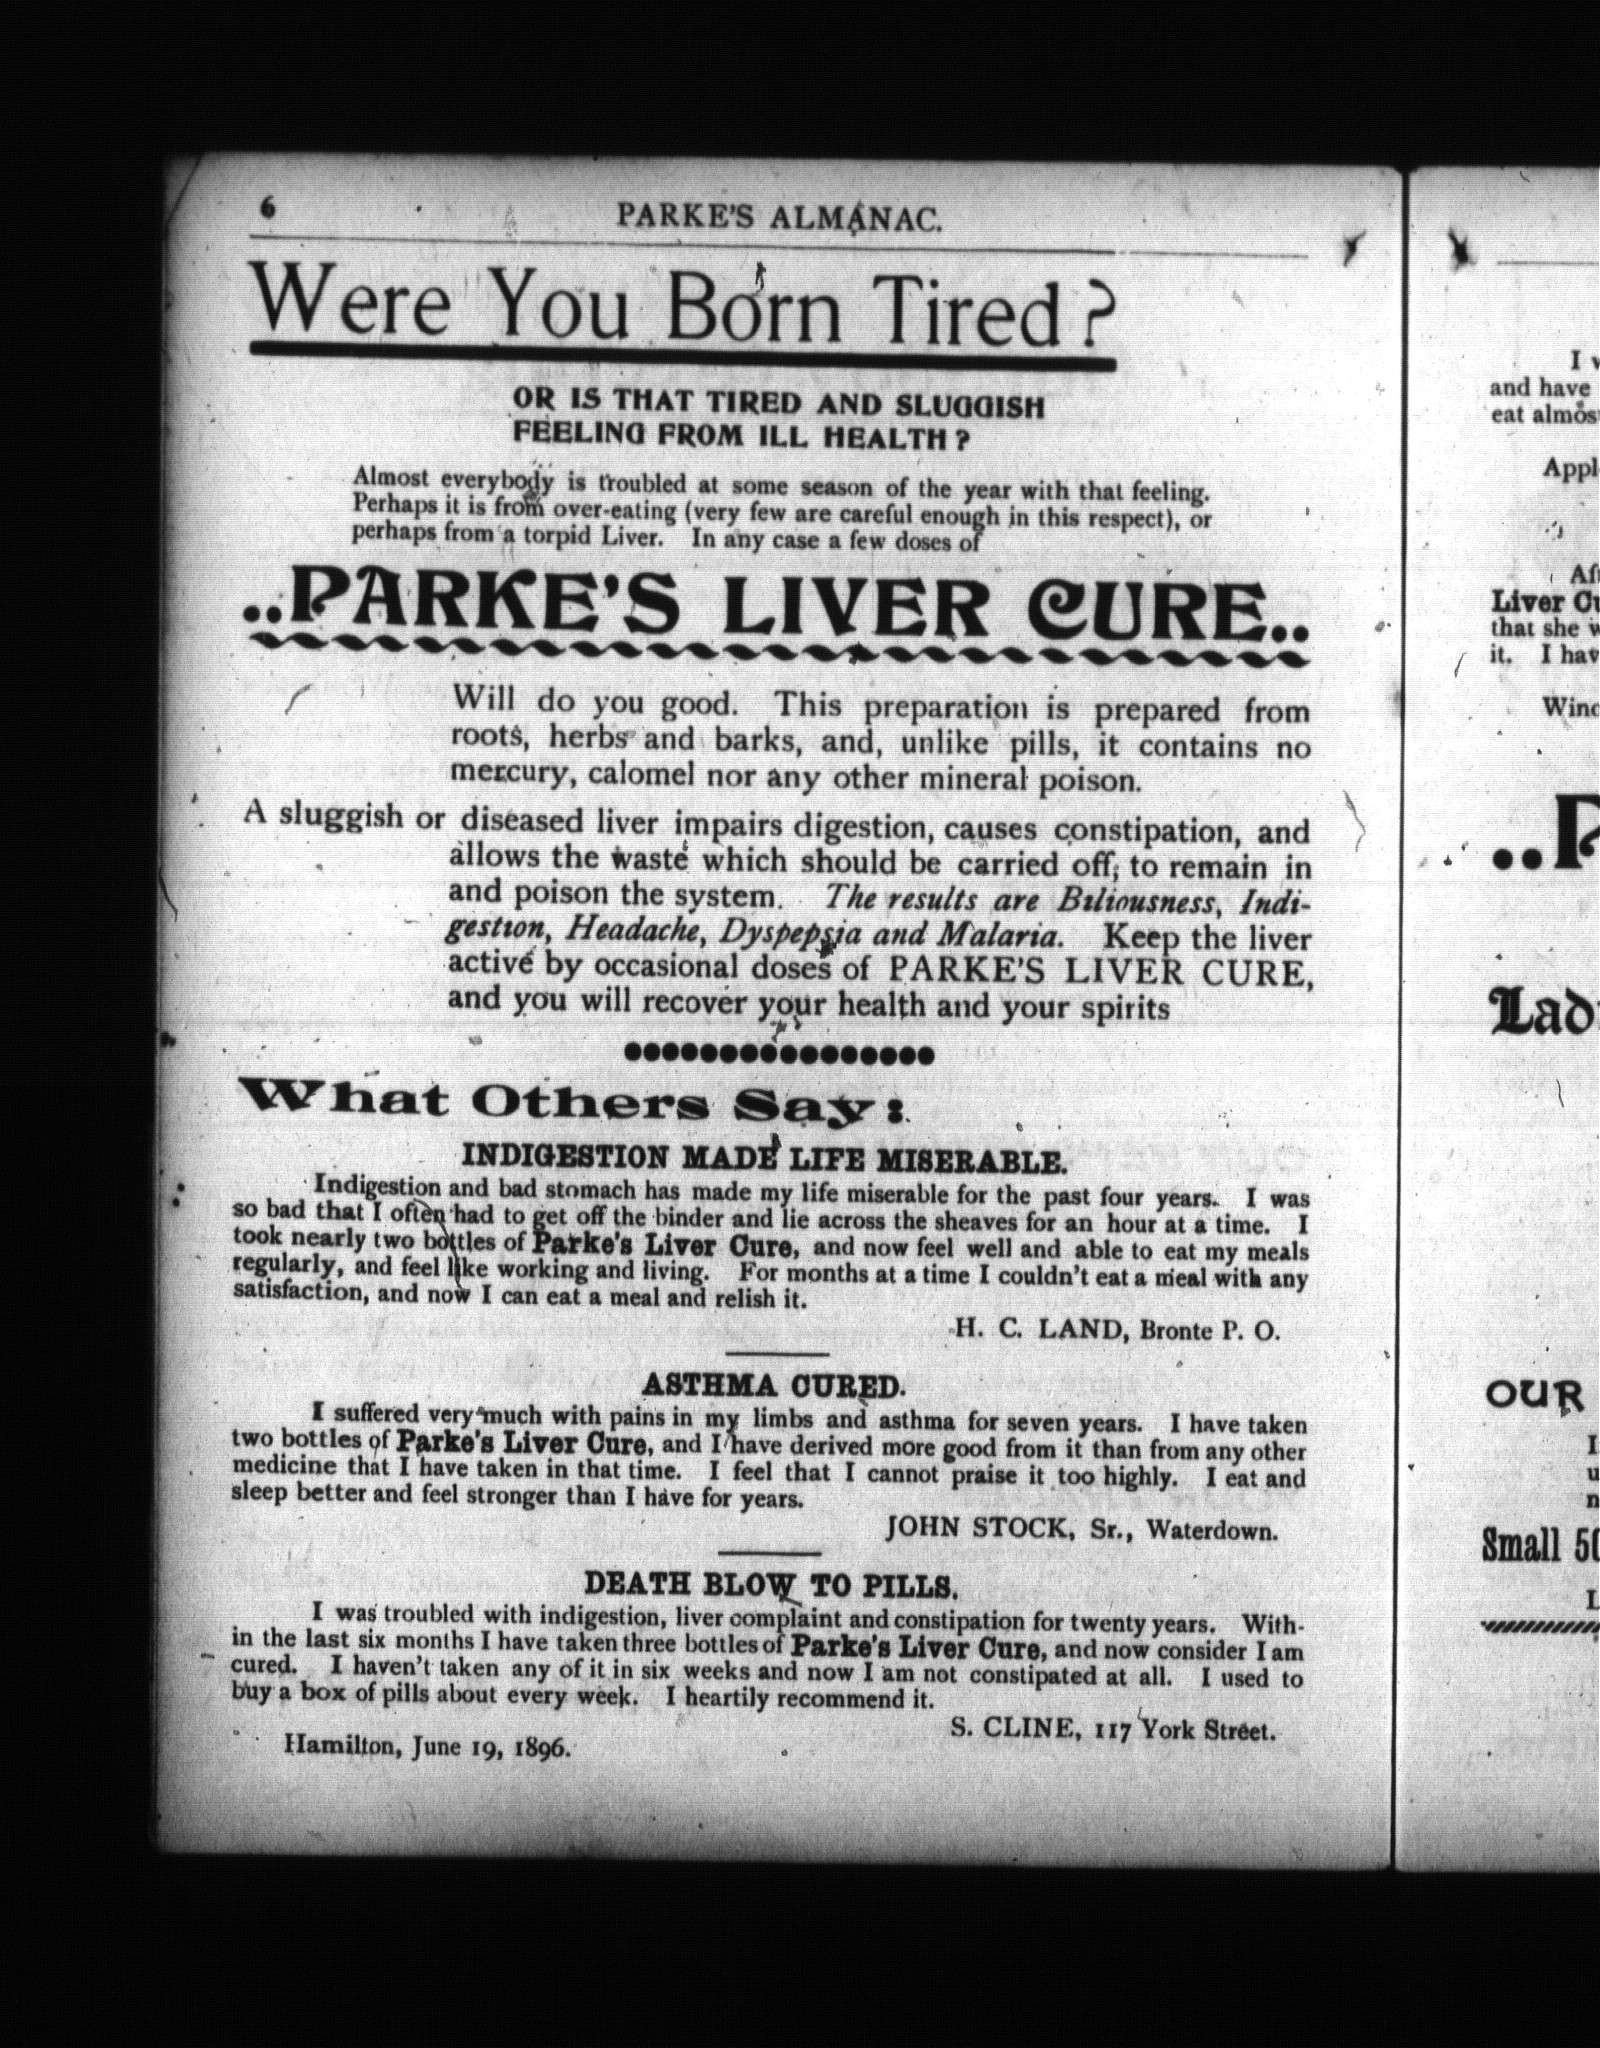 6
PARKE'S ALMANAC.
Were You Born Tired?
OR IS THAT TIRED AND SLUGGISH
FEELING FROM ILL HEALTH?
Almost everybody is troubled at some season of the year with that feeling.
Perhaps it is from over-eating (very few are careful enough in this respect), or
perhaps from a torpid Liver. In any case a few doses of
..PARKE'S LIVER CURE..
Will do you good. This preparation is prepared from
roots, herbs and barks, and, unlike pills, it contains no
mercury, calomel nor any other mineral poison.
A sluggish or diseased liver impairs digestion, causes constipation, and
allows the waste which should be carried off, to remain in
and poison the system. The results are Biliousness, Indi-
gestion, Headache, Dyspepsia and Malaria. Keep the liver
active by occasional doses of PARKE'S LIVER CURE,
and you will recover your health and your spirits
What Others Say:
INDIGESTION MADE LIFE MISERABLE.
Indigestion and bad stomach has made my life miserable for the past four years. I was
so bad that I often had to get off the binder and lie across the sheaves for an hour at a time. I
took nearly two bottles of Parke's Liver Cure, and now feel well and able to eat my meals
regularly, and feel like working and living. For months at a time I couldn't eat a meal with any
satisfaction, and now I can eat a meal and relish it.
H. C. LAND, Bronte P. O.
ASTHMA CURED.
I suffered very much with pains in my limbs and asthma for seven years. I have taken
two bottles of Parke's Liver Cure, and I have derived more good from it than from any other
medicine that I have taken in that time. I feel that I cannot praise it too highly. I eat and
sleep better and feel stronger than I have for years.
JOHN STOCK, Sr., Waterdown.
DEATH BLOW TO PILLS.
I was troubled with indigestion, liver complaint and constipation for twenty years. With-
in the last six months I have taken three bottles of Parke's Liver Cure, and now consider I am
cured. I haven't taken any of it in six weeks and now I am not constipated at all. I used to
buy a box of pills about every week. I heartily recommend it.
S. CLINE, 117 York Street.
Hamilton, June 19, 1896.
I
and have
eat almost
Liver
that she
it. I
OUR
Small